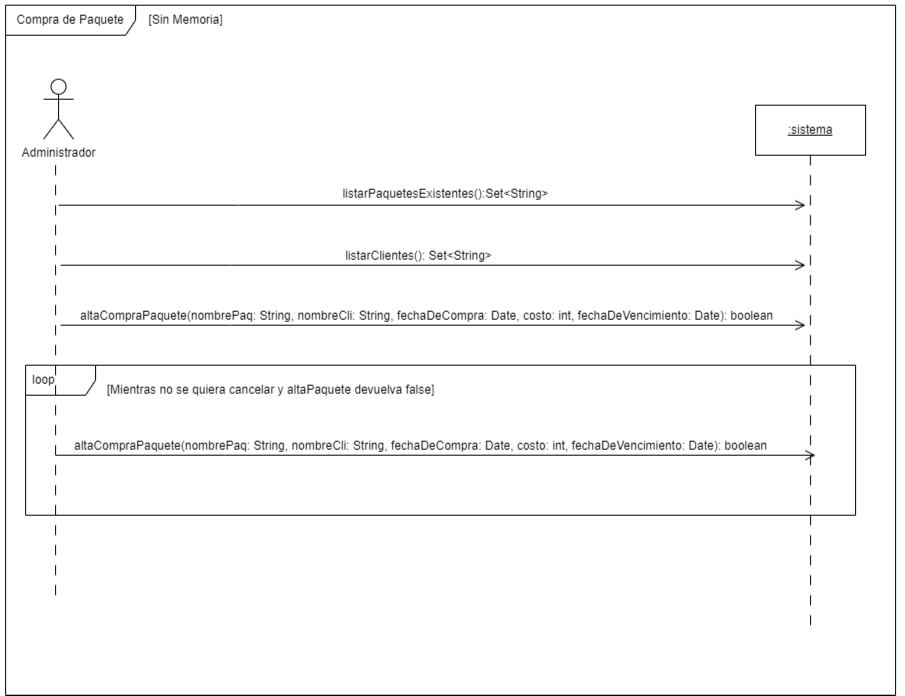 Compra de Paquete [Sin Memoria]
Administrador
:sistema
listarPaquetesExistentes():Set<String>
listarClientes(): Set<String>
altaCompraPaquete(nombrePaq: String, nombreCli: String, fechaDeCompra: Date, costo: int, fechaDeVencimiento: Date): boolean
loop
[Mientras no se quiera cancelar y altaPaquete devuelva false]
altaCompraPaquete(nombrePaq: String, nombreCli: String, fechaDeCompra: Date, costo: int, fechaDeVencimiento: Date): boolean